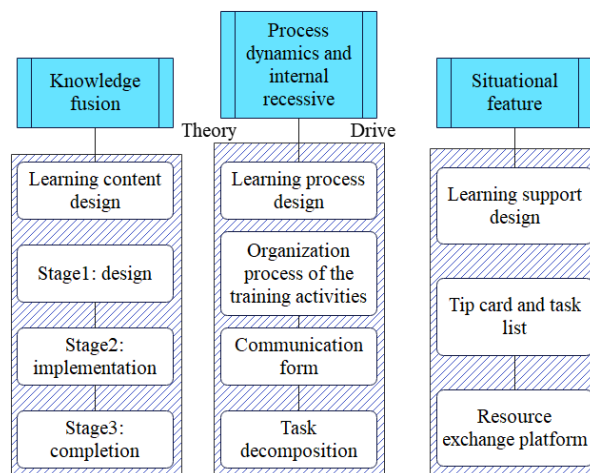 Knowledge
fusion
Process
dynamics and
internal
recessive
Situational
feature
Theory
Drive
Learning content
design
Stage1: design
Stage2:
implementation
Stage3:
completion
Learning process
design
Organization
process of the
training activities
Communication
form
Task
decomposition
Learning support
design
Tip card and task
list
Resource
exchange platform